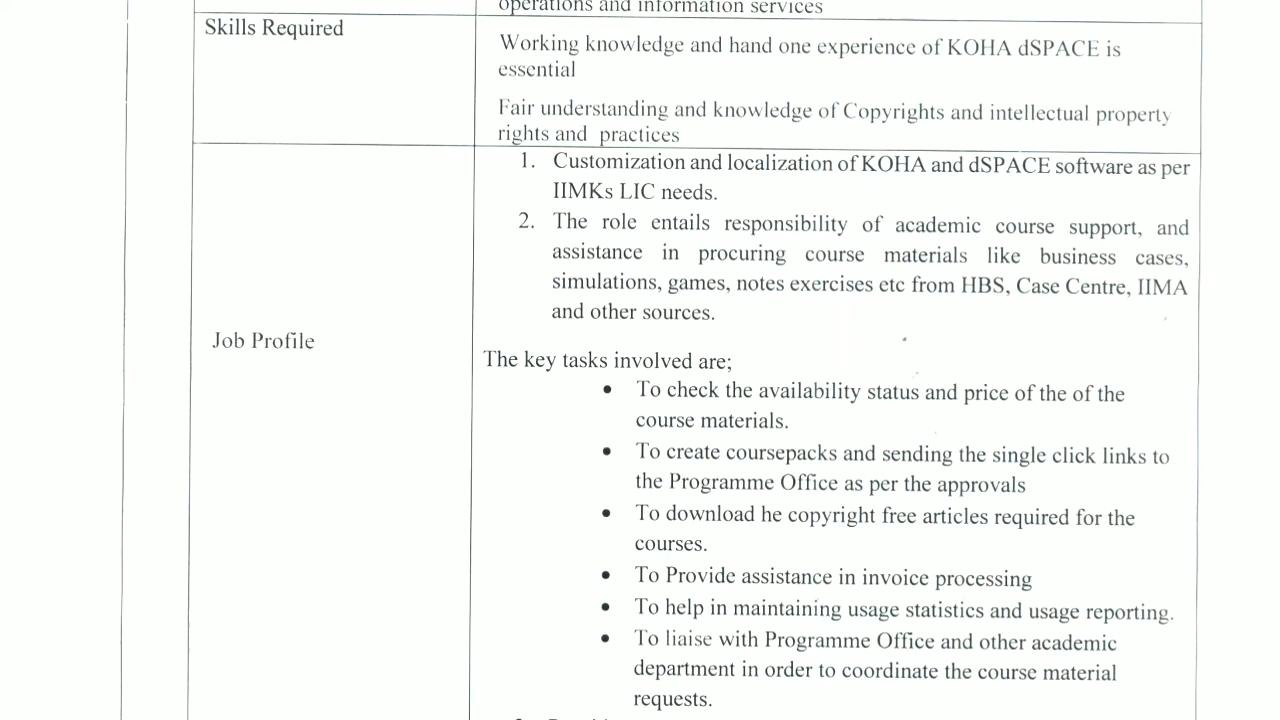 operations and information services
Skills Required
Working knowledge and hand one experience of KOHA dSPACE is
essential
Fair understanding and knowledge of Copyrights and intellectual property
rights and practices
Job Profile
1. Customization and localization of KOHA and dSPACE software as per
IIMKs LIC needs.
2. The role entails responsibility of academic course support, and
assistance in procuring course materials like business cases,
simulations, games, notes exercises etc from HBS, Case Centre, IIMA
and other sources.
The key tasks involved are;
• To check the availability status and price of the of the
course materials.
• To create coursepacks and sending the single click links to
the Programme Office as per the approvals
• To download he copyright free articles required for the
courses.
• To Provide assistance in invoice processing
• To help in maintaining usage statistics and usage reporting.
• To liaise with Programme Office and other academic
department in order to coordinate the course material
requests.